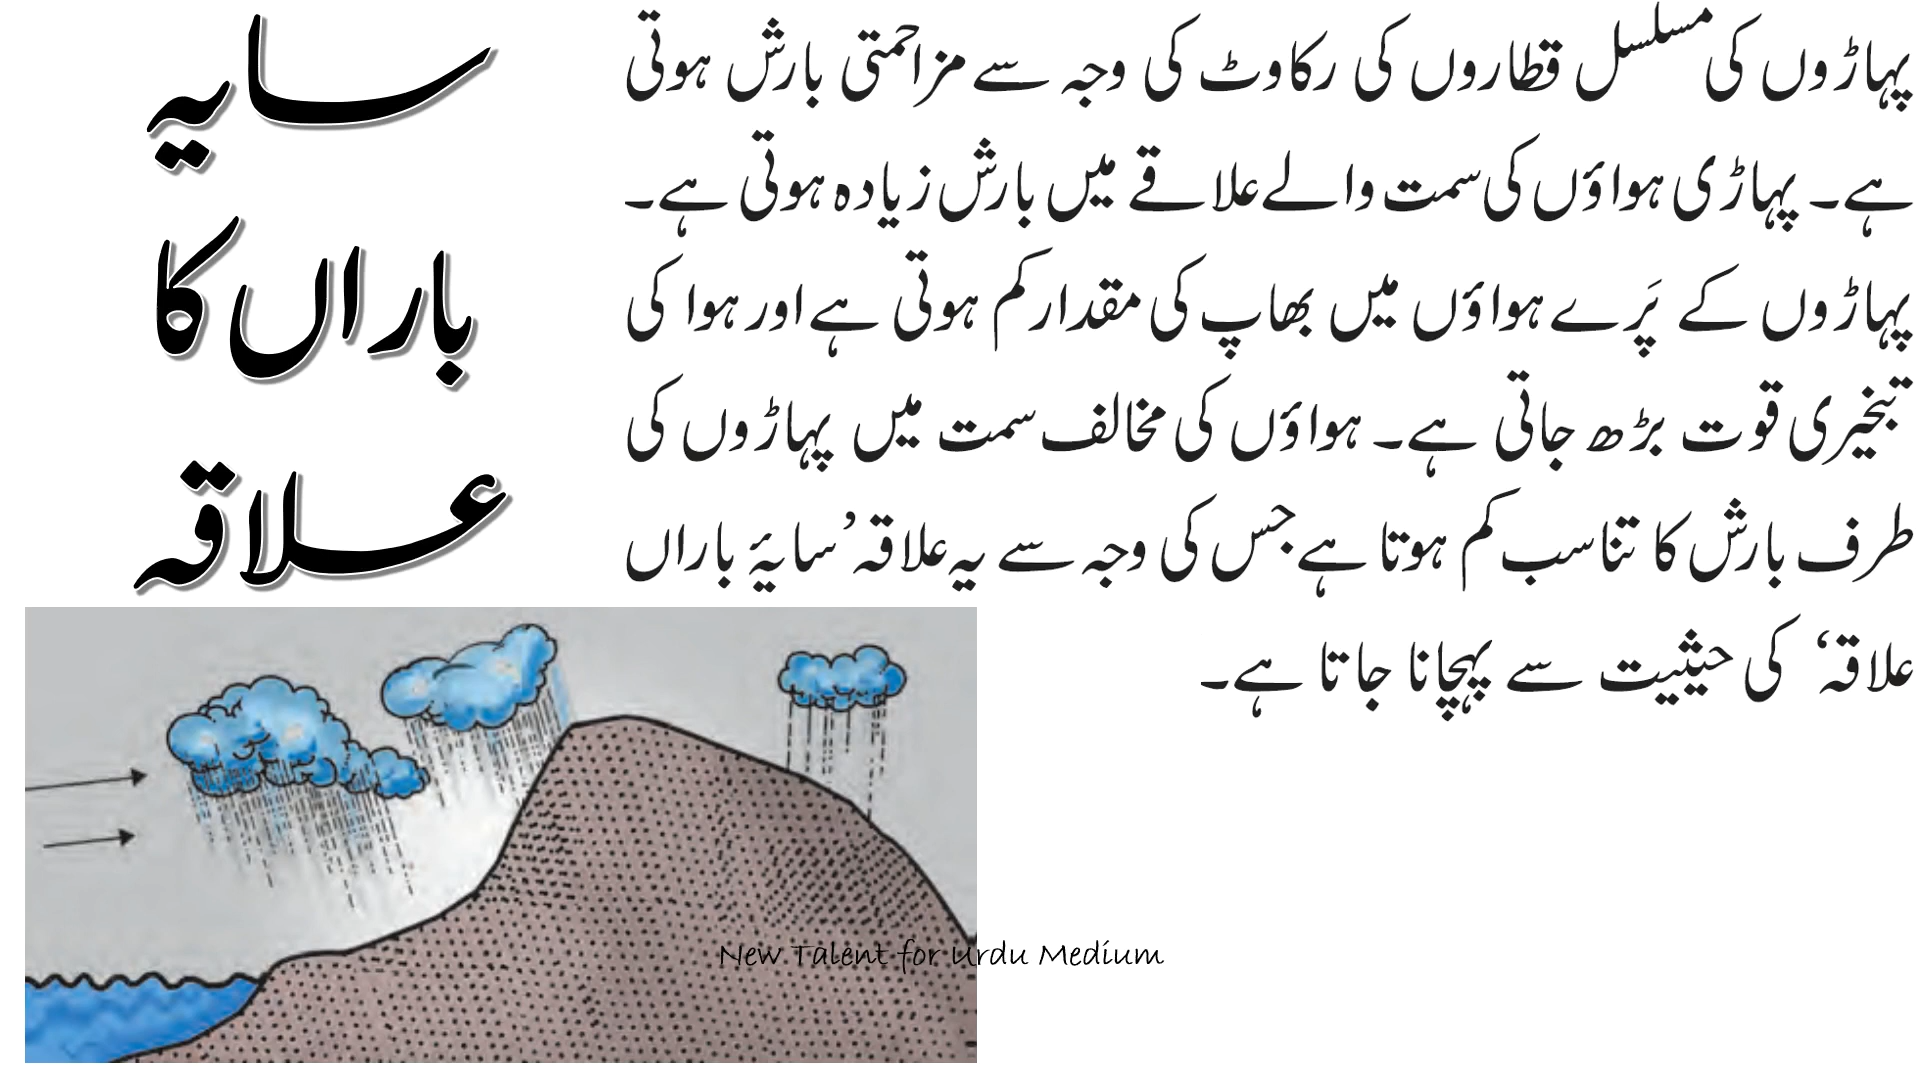 سایہ
باراں کا
علاقہ
پہاڑوں کی مسلسل قطاروں کی رکاوٹ کی وجہ سے مزاحمتی بارش ہوتی
ہے۔ پہاڑی ہواؤں کی سمت والے علاقے میں بارش زیادہ ہوتی ہے۔
پہاڑوں کے پَرے ہواؤں میں بھاپ کی مقدار کم ہوتی ہے اور ہوا کی
تبخیری قوت بڑھ جاتی ہے۔ ہواؤں کی مخالف سمت میں پہاڑوں کی
طرف بارش کا تناسب کم ہوتا ہے جس کی وجہ سے یہ علاقہ ’سایۂ باراں
علاقہ‘ کی حیثیت سے پہچانا جاتا ہے۔
New Talent for Urdu Medium